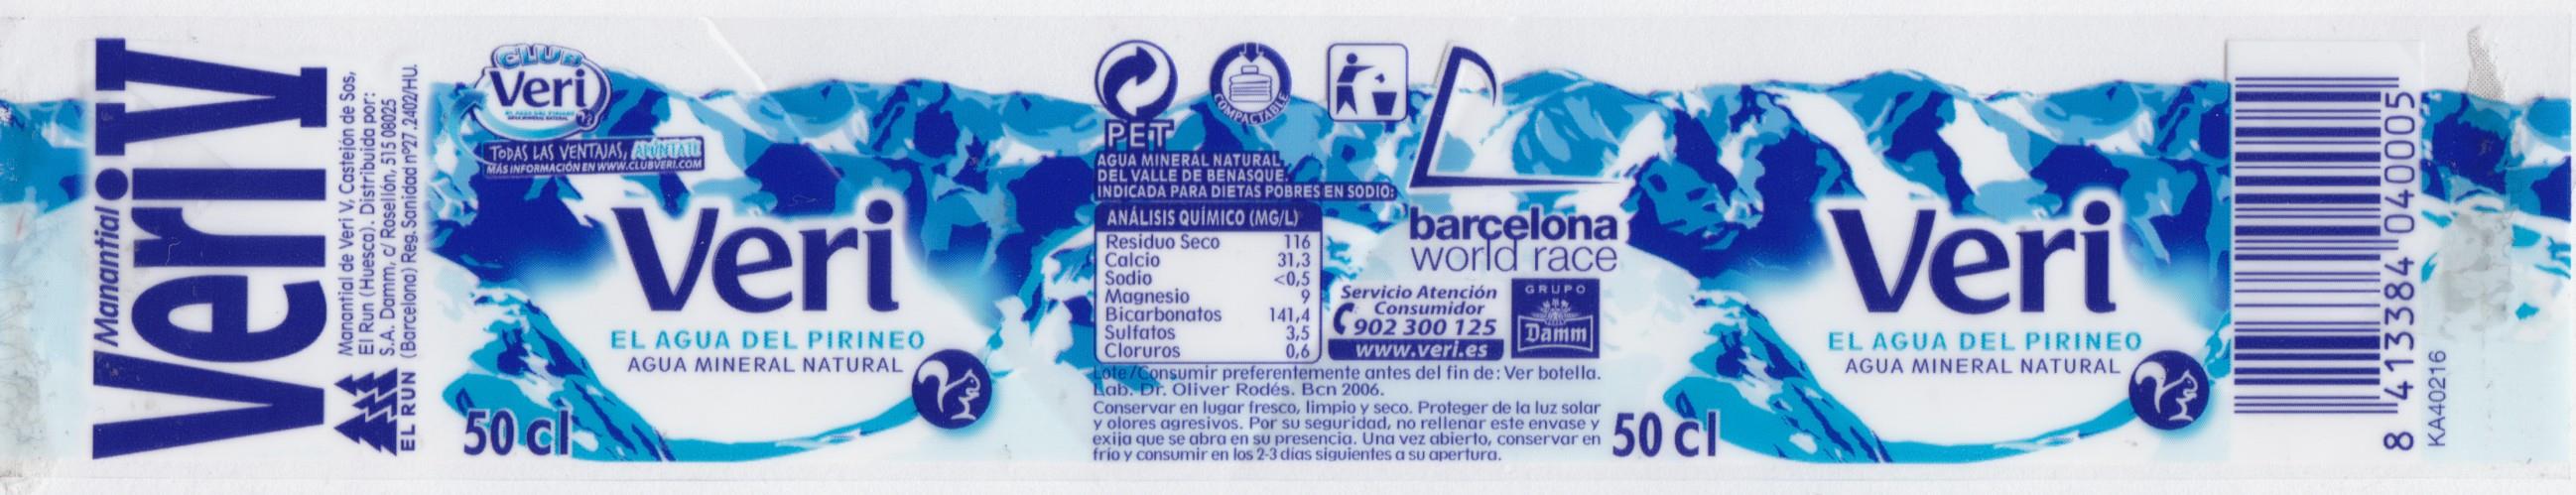 Manantial
Veri V
Manantial de Veri V, Castejón de Sos,
El Run (Huesca). Distribuida por:
S.A. Damm, c/ Rosellón, 515 08025
(Barcelona) Reg. Sanidad nº27.2402/HU.
EL RUN
CLUB
Veri
TODAS LAS VENTAJAS, APÚNTATE
MÁS INFORMACIÓN EN WWW.CLUBVERI.COM
Veri
EL AGUA DEL PIRINEO
AGUA MINERAL NATURAL
50 cl
PET
COMPACTABLE
AGUA MINERAL NATURAL
DEL VALLE DE BENASQUE.
INDICADA PARA DIETAS POBRES EN SODIO:
ANÁLISIS QUÍMICO (MG/L)
Residuo Seco 116
Calcio 31,3
Sodio <0,5
Magnesio 9
Bicarbonatos 141,4
Sulfatos 3,5
Cloruros 0,6
barcelona
world race
Servicio Atención
Consumidor
902 300 125
www.veri.es
GRUPO
Damm
Lote/Consumir preferentemente antes del fin de: Ver botella.
Lab. Dr. Oliver Rodés. Bcn 2006.
Conservar en lugar fresco, limpio y seco. Proteger de la luz solar
y olores agresivos. Por su seguridad, no rellenar este envase y
exija que se abra en su presencia. Una vez abierto, conservar en
frío y consumir en los 2-3 días siguientes a su apertura.
50 cl
Veri
EL AGUA DEL PIRINEO
AGUA MINERAL NATURAL
8 413384 040005
KA40216